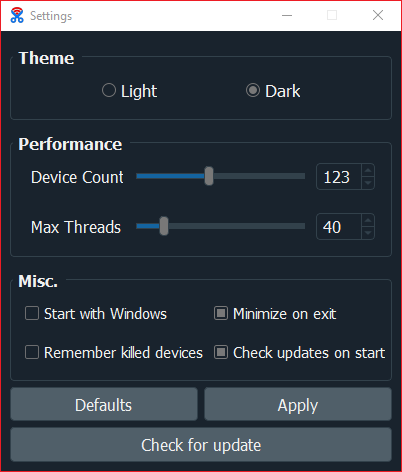 Settings
Theme
Light Dark
Performance
Device Count 123
Max Threads 40
Misc.
Start with Windows Minimize on exit
Remember killed devices Check updates on start
Defaults Apply
Check for update